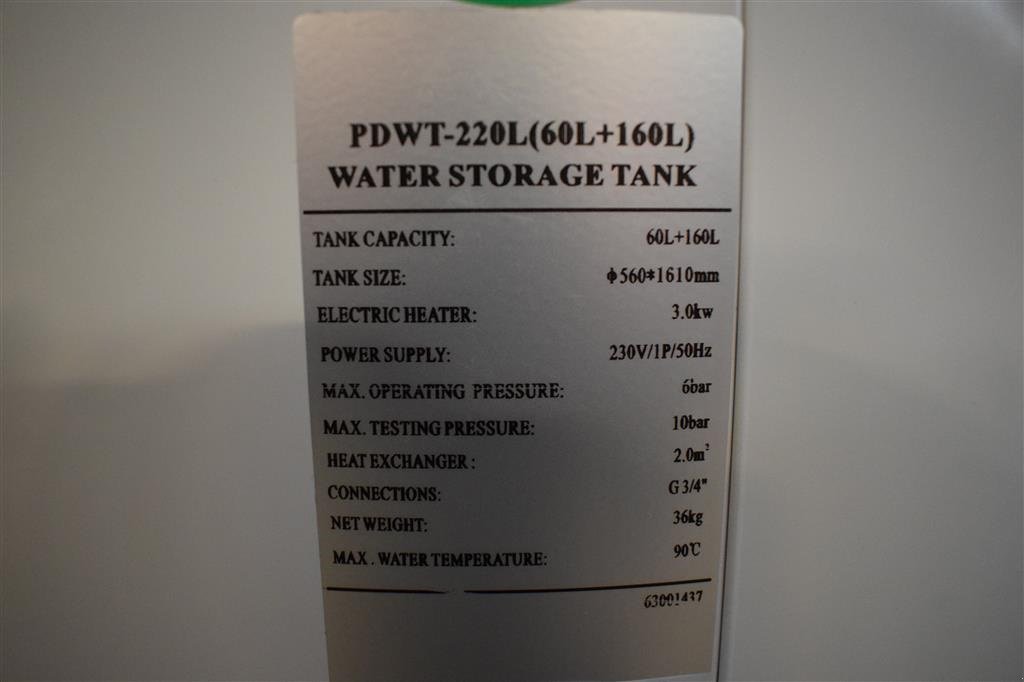 PDWT-220L(60L+160L)
WATER STORAGE TANK
TANK CAPACITY: 60L+160L
TANK SIZE: ϕ560*1610mm
ELECTRIC HEATER: 3.0kw
POWER SUPPLY: 230V/1P/50Hz
MAX. OPERATING PRESSURE: 6bar
MAX. TESTING PRESSURE: 10bar
HEAT EXCHANGER: 2.0m²
CONNECTIONS: G 3/4"
NET WEIGHT: 36kg
MAX. WATER TEMPERATURE: 90℃
63001437